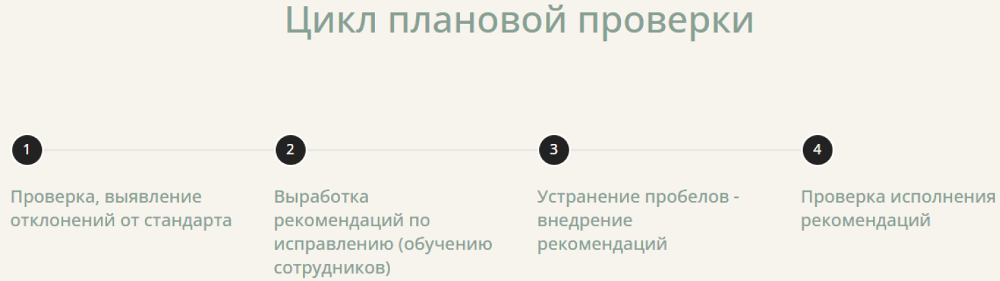 Цикл плановой проверки
1
2
3
4
Проверка, выявление
отклонений от стандарта
Выработка
рекомендаций по
исправлению (обучению
сотрудников)
Устранение пробелов -
внедрение
рекомендаций
Проверка исполнения
рекомендаций